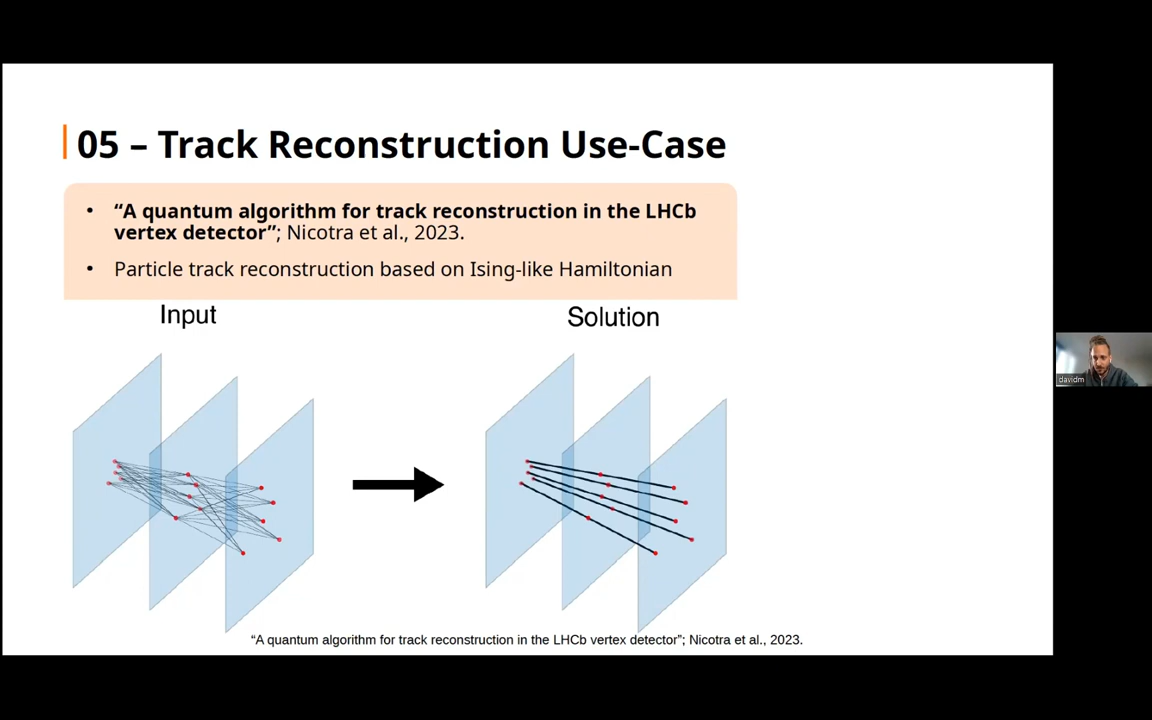 05 – Track Reconstruction Use-Case
• “A quantum algorithm for track reconstruction in the LHCb
vertex detector”; Nicotra et al., 2023.
• Particle track reconstruction based on Ising-like Hamiltonian
Input
Solution
davidm
“A quantum algorithm for track reconstruction in the LHCb vertex detector”; Nicotra et al., 2023.